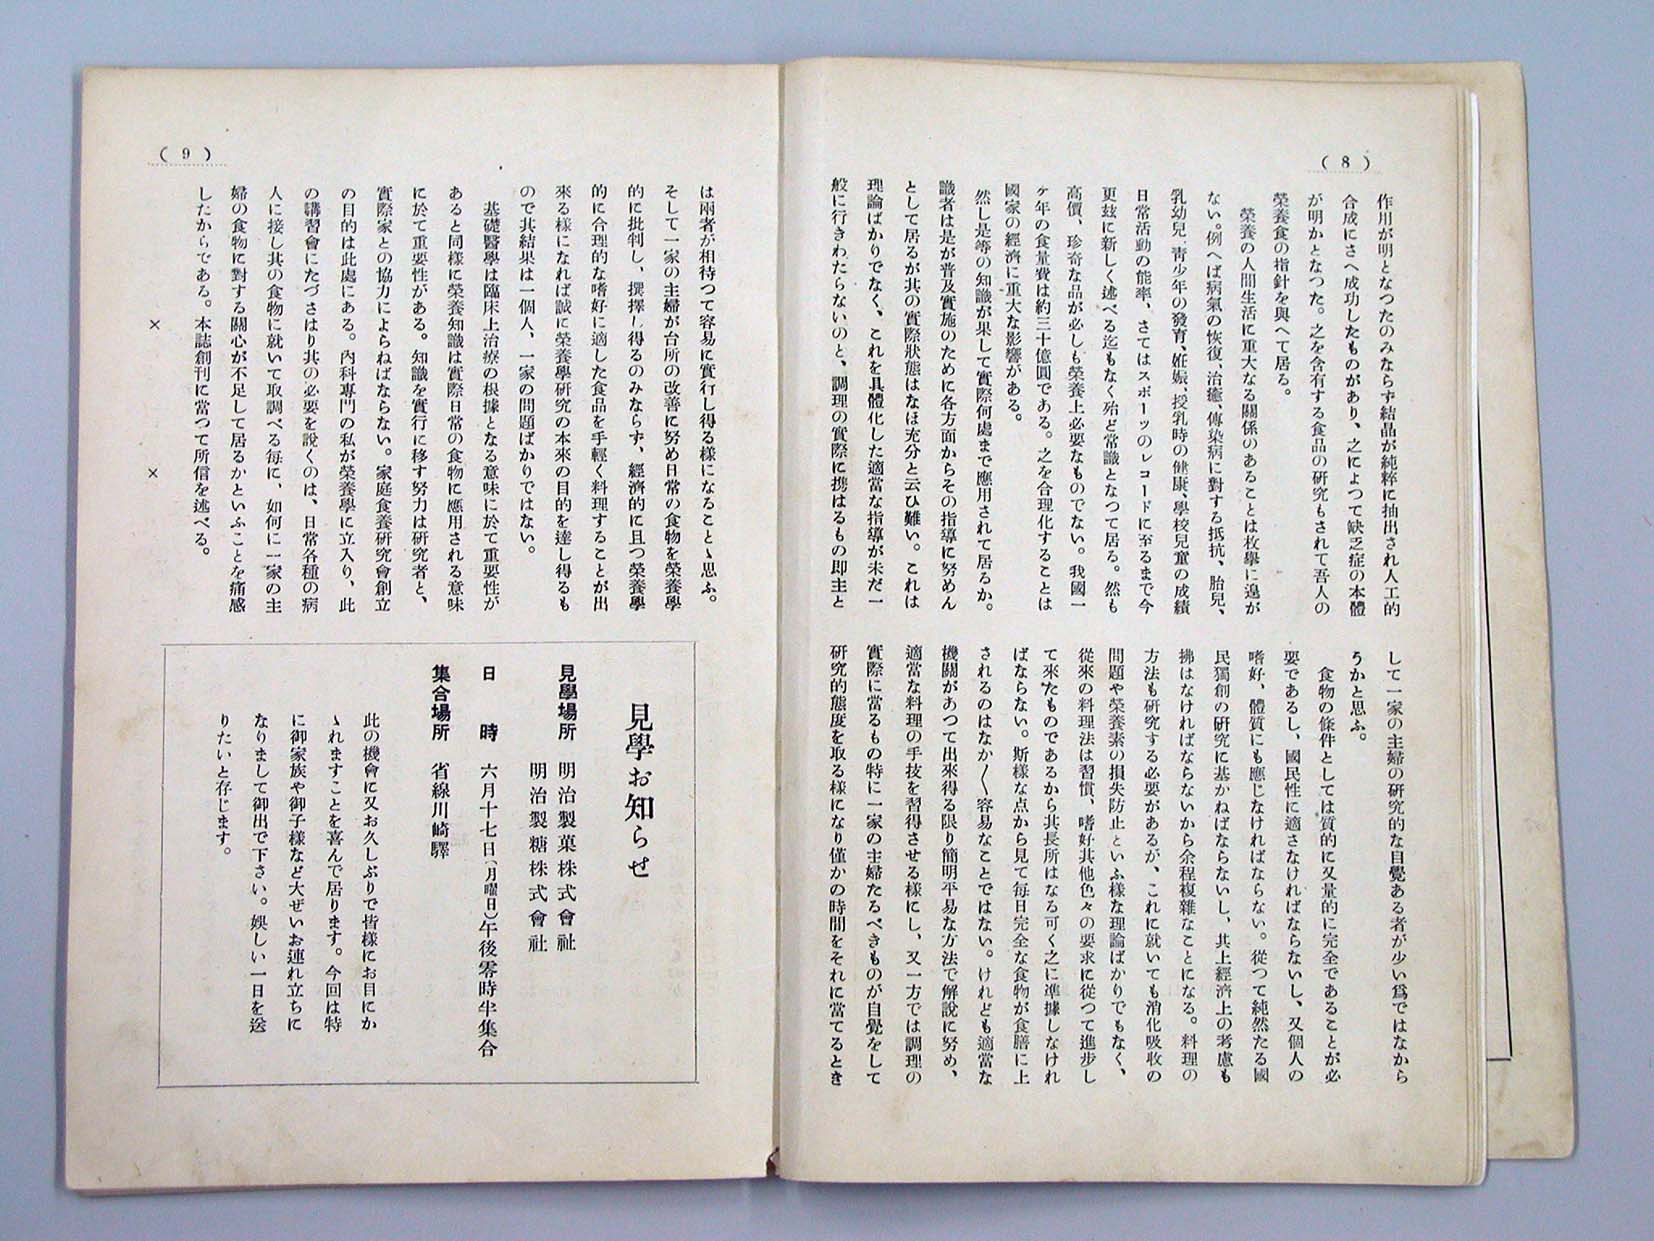 (8)
作用が明となつたのみならず結晶が純粹に抽出され人工的
合成にさへ成功したものがあり、之によつて缺乏症の本體
が明かとなつた。之を含有する食品の研究もされて吾人の
榮養食の指針を與へて居る。
榮養の人間生活に重大なる關係のあることは枚擧に遑が
ない。例へば病氣の恢復、治癒、傳染病に對する抵抗、胎兒、
乳幼兒、靑少年の發育、姙娠、授乳時の健康、學校兒童の成績
日常活動の能率、さてはスポーツのレコードに至るまで今
更玆に新しく述べる迄もなく殆ど常識となつて居る。然も
高價、珍奇な品が必しも榮養上必要なものでない。我國一
ヶ年の食量費は約三十億圓である。之を合理化することは
國家の經濟に重大な影響がある。
然し是等の知識が果して實際何處まで應用されて居るか。
識者は是が普及實施のために各方面からその指導に努めん
として居るが其の實際狀態はなほ充分と云ひ難い。これは
理論ばかりでなく、これを具體化した適當な指導が未だ一
般に行きわたらないのと、調理の實際に携はるもの即主と
して一家の主婦の研究的な自覺ある者が少い爲ではなから
うかと思ふ。
食物の條件としては質的に又量的に完全であることが必
要であるし、國民性に適さなければならないし、又個人の
嗜好、體質にも應じなければならない。從つて純然たる國
民獨創の研究に基かねばならないし、其上經濟上の考慮も
拂はなければならないから余程複雜なことになる。料理の
方法も研究する必要があるが、これに就いても消化吸收の
問題や榮養素の損失防止といふ樣な理論ばかりでもなく、
從來の料理法は習慣、嗜好其他色々の要求に從つて進步し
て來たものであるから其長所はなる可く之に準據しなけれ
ばならない。斯樣な点から見て每日完全な食物が食膳に上
されるのはなか〱容易なことではない。けれども適當な
機關があつて出來得る限り簡明平易な方法で解說に努め、
適當な料理の手技を習得させる樣にし、又一方では調理の
實際に當るもの特に一家の主婦たるべきものが自覺をして
研究的態度を取る樣になり僅かの時間をそれに當てるとき
(9)
は兩者が相待つて容易に實行し得る樣になることゝ思ふ。
そして一家の主婦が台所の改善に努め日常の食物を榮養學
的に批判し、撰擇し得るのみならず、經濟的に且つ榮養學
的に合理的な嗜好に適した食品を手輕く料理することが出
來る樣になれば誠に榮養學硏究の本來の目的を達し得るも
ので其結果は一個人、一家の問題ばかりではない。
基礎醫學は臨床上治療の根據となる意味に於て重要性が
あると同樣に榮養知識は實際日常の食物に應用される意味
に於て重要性がある。知識を實行に移す努力は硏究者と、
實際家との協力によらねばならない。家庭食養研究會創立
の目的は此處にある。內科專門の私が榮養學に立入り、此
の講習會にたづさはり其の必要を說くのは、日常各種の病
人に接し其の食物に就いて取調べる每に、如何に一家の主
婦の食物に對する關心が不足して居るかといふことを痛感
したからである。本誌創刊に當つて所信を述べる。
×　×
見學お知らせ
見學場所　明治製菓株式會社
明治製糖株式會社
日時　六月十七日(月曜日)午後零時半集合
集合場所　省線川崎驛
此の機會に又お久しぶりで皆樣にお目にか
ゝれますことを喜んで居ります。今回は特
に御家族や御子樣など大ぜいお連れ立ちに
なりまして御出で下さい。娛しい一日を送
りたいと存じます。